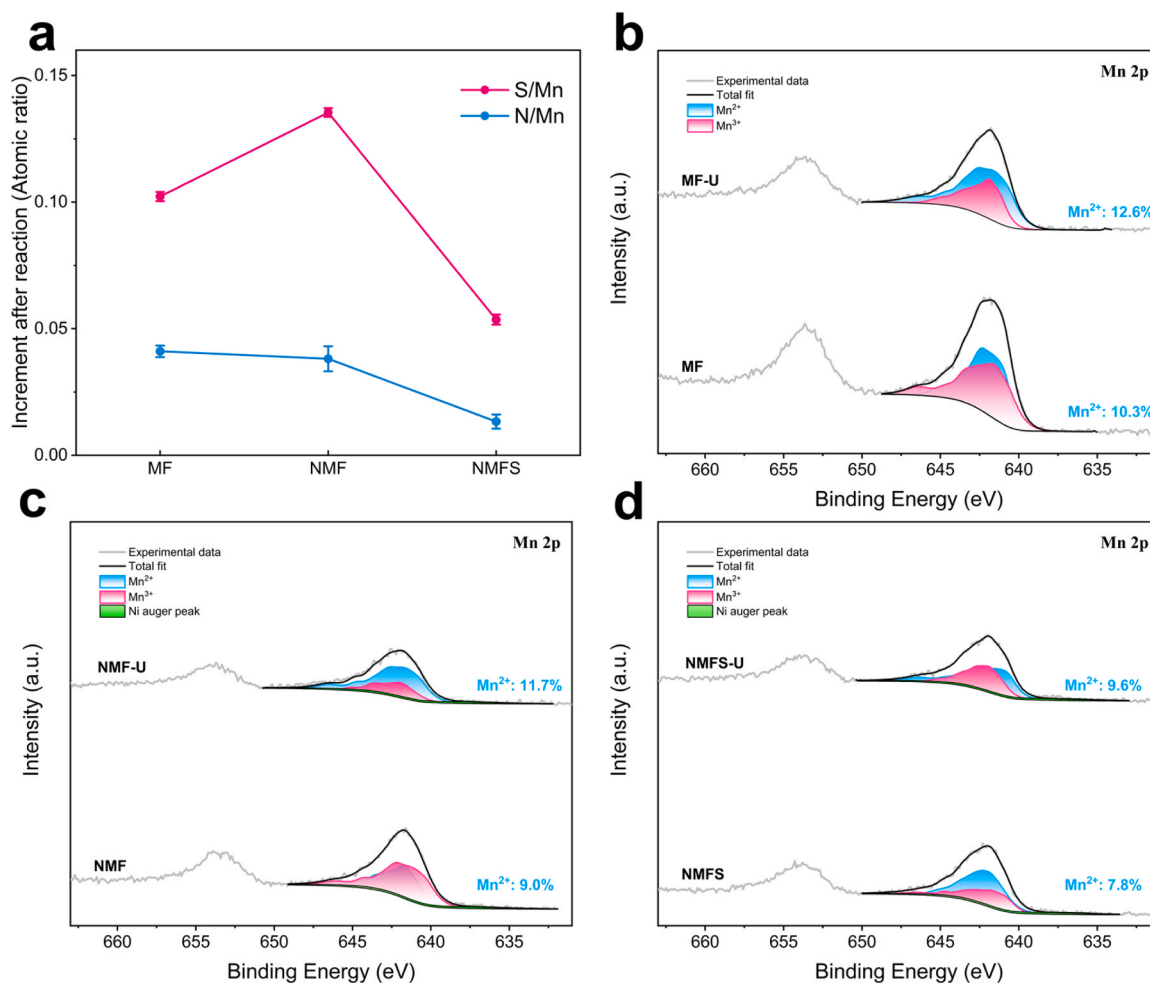 a
Increment after reaction (Atomic ratio)
0.15
0.10
0.05
0.00
S/Mn
N/Mn
MF
NMF
NMFS
b
Mn 2p
Experimental data
Total fit
Mn²⁺
Mn³⁺
MF-U
Mn²⁺: 12.6%
MF
Mn²⁺: 10.3%
Intensity (a.u.)
660 655 650 645 640 635
Binding Energy (eV)
c
Mn 2p
Experimental data
Total fit
Mn²⁺
Mn³⁺
Ni auger peak
NMF-U
Mn²⁺: 11.7%
NMF
Mn²⁺: 9.0%
Intensity (a.u.)
660 655 650 645 640 635
Binding Energy (eV)
d
Mn 2p
Experimental data
Total fit
Mn²⁺
Mn³⁺
Ni auger peak
NMFS-U
Mn²⁺: 9.6%
NMFS
Mn²⁺: 7.8%
Intensity (a.u.)
660 655 650 645 640 635
Binding Energy (eV)